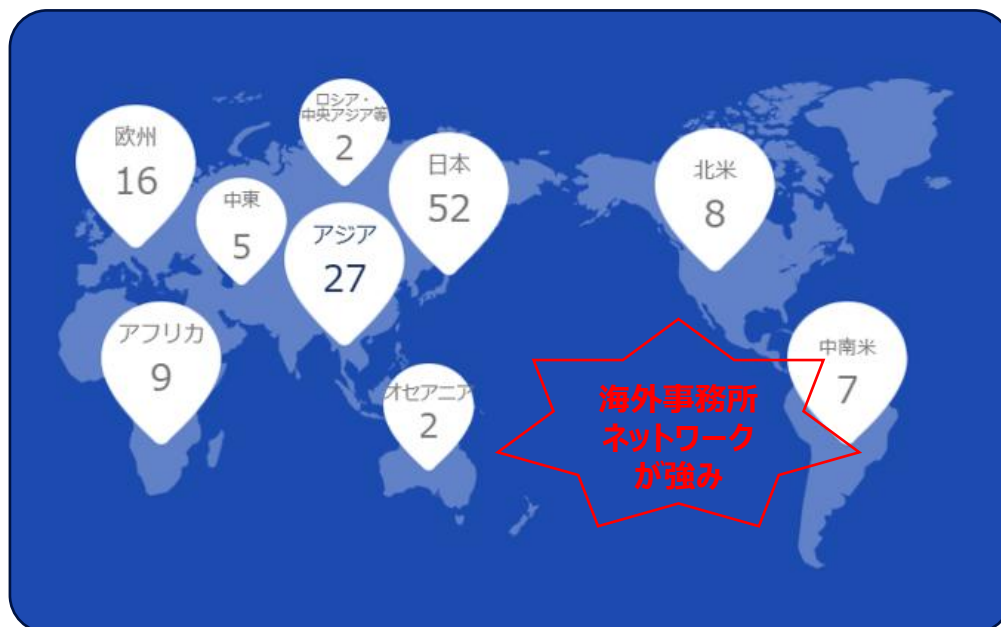 ロシア・
中央アジア等
2
欧州
16
日本
52
北米
8
中東
5
アジア
27
アフリカ
9
中南米
7
オセアニア
2
海外事務所
ネットワーク
が強み